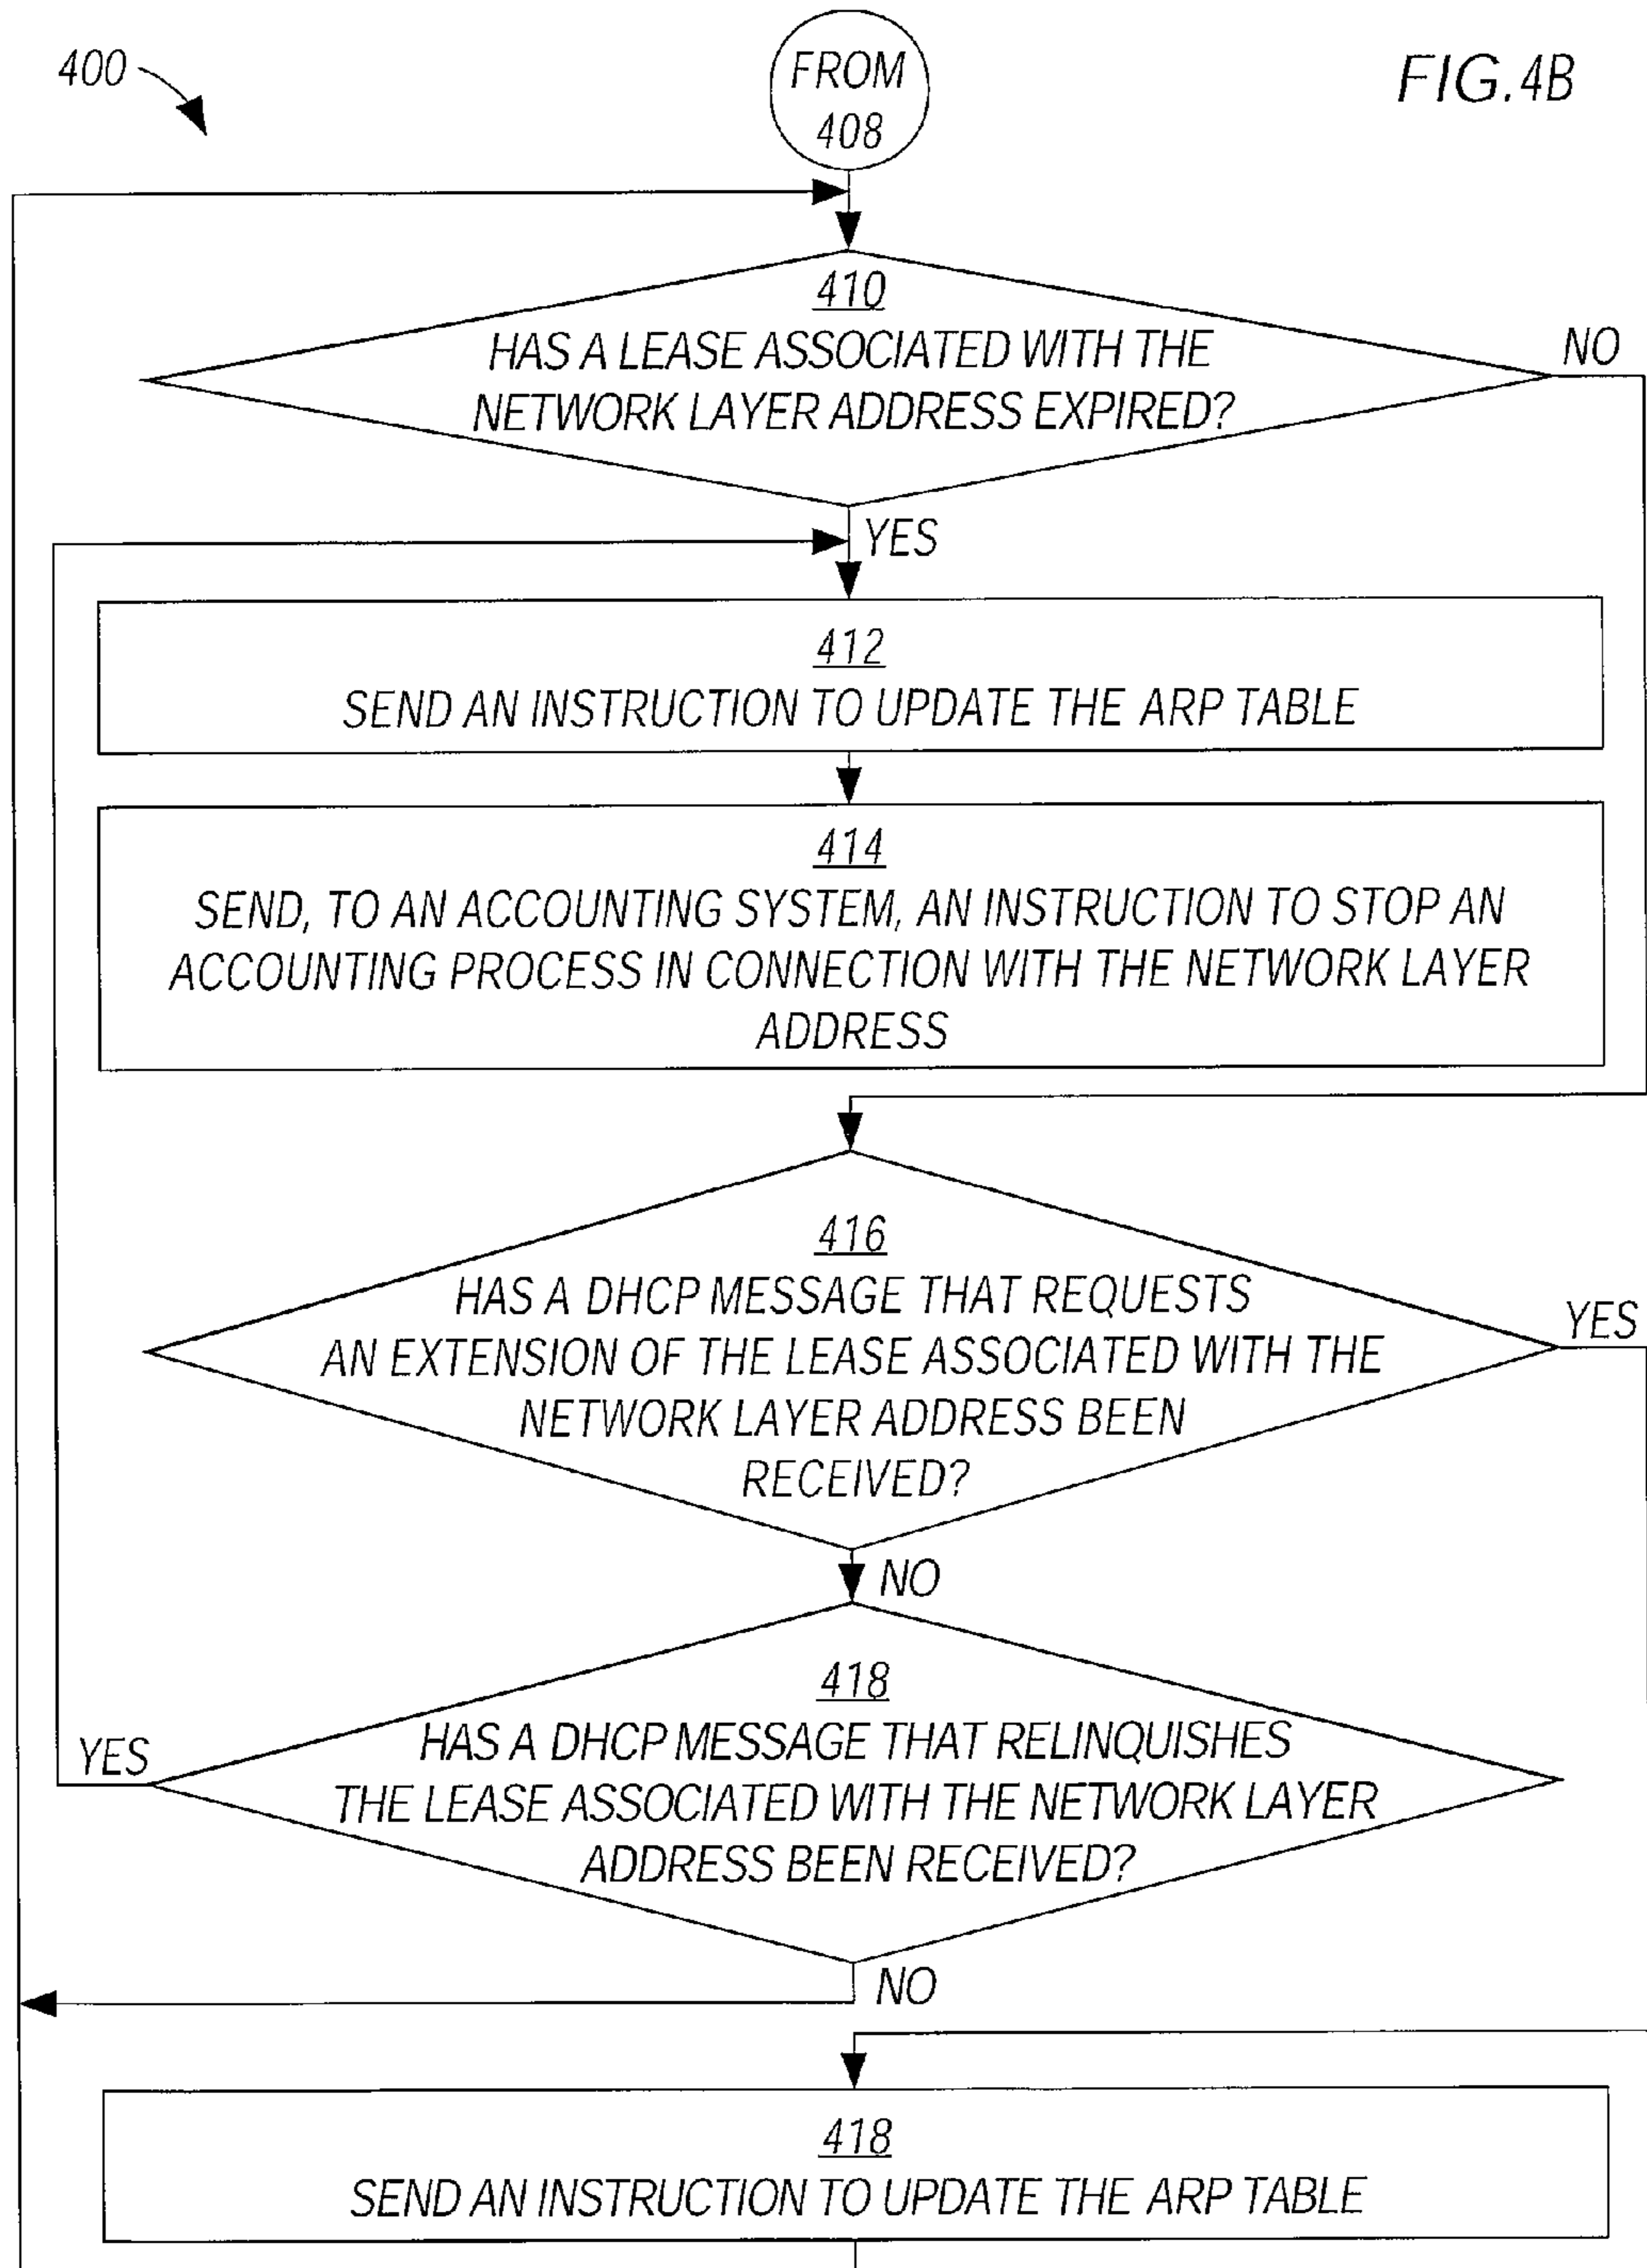 400
FROM
408
FIG.4B
410
HAS A LEASE ASSOCIATED WITH THE
NETWORK LAYER ADDRESS EXPIRED?
NO
YES
412
SEND AN INSTRUCTION TO UPDATE THE ARP TABLE
414
SEND, TO AN ACCOUNTING SYSTEM, AN INSTRUCTION TO STOP AN
ACCOUNTING PROCESS IN CONNECTION WITH THE NETWORK LAYER
ADDRESS
416
HAS A DHCP MESSAGE THAT REQUESTS
AN EXTENSION OF THE LEASE ASSOCIATED WITH THE
NETWORK LAYER ADDRESS BEEN
RECEIVED?
YES
NO
418
HAS A DHCP MESSAGE THAT RELINQUISHES
THE LEASE ASSOCIATED WITH THE NETWORK LAYER
ADDRESS BEEN RECEIVED?
YES
NO
418
SEND AN INSTRUCTION TO UPDATE THE ARP TABLE